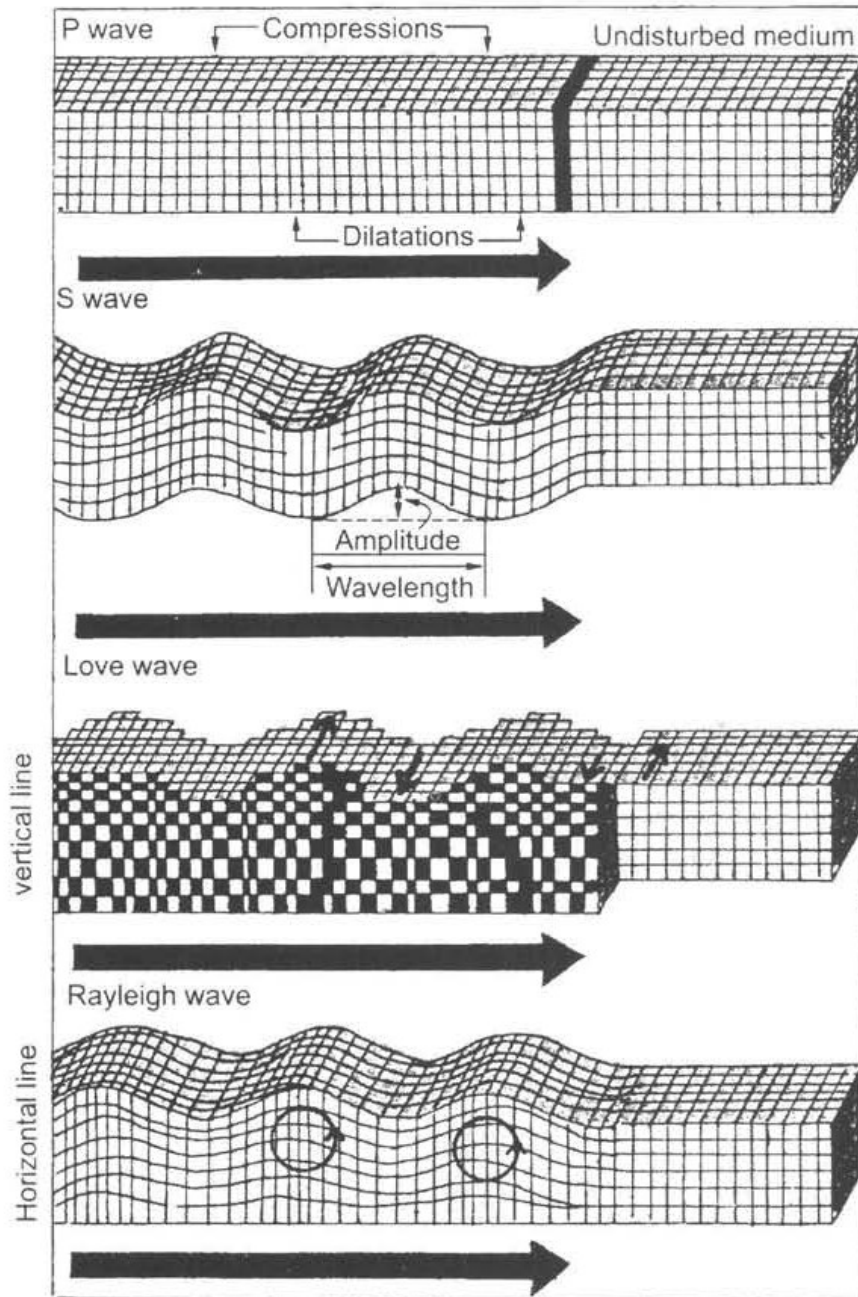 P wave
Compressions
Undisturbed medium
Dilatations
S wave
Amplitude
Wavelength
Love wave
vertical line
Rayleigh wave
Horizontal line